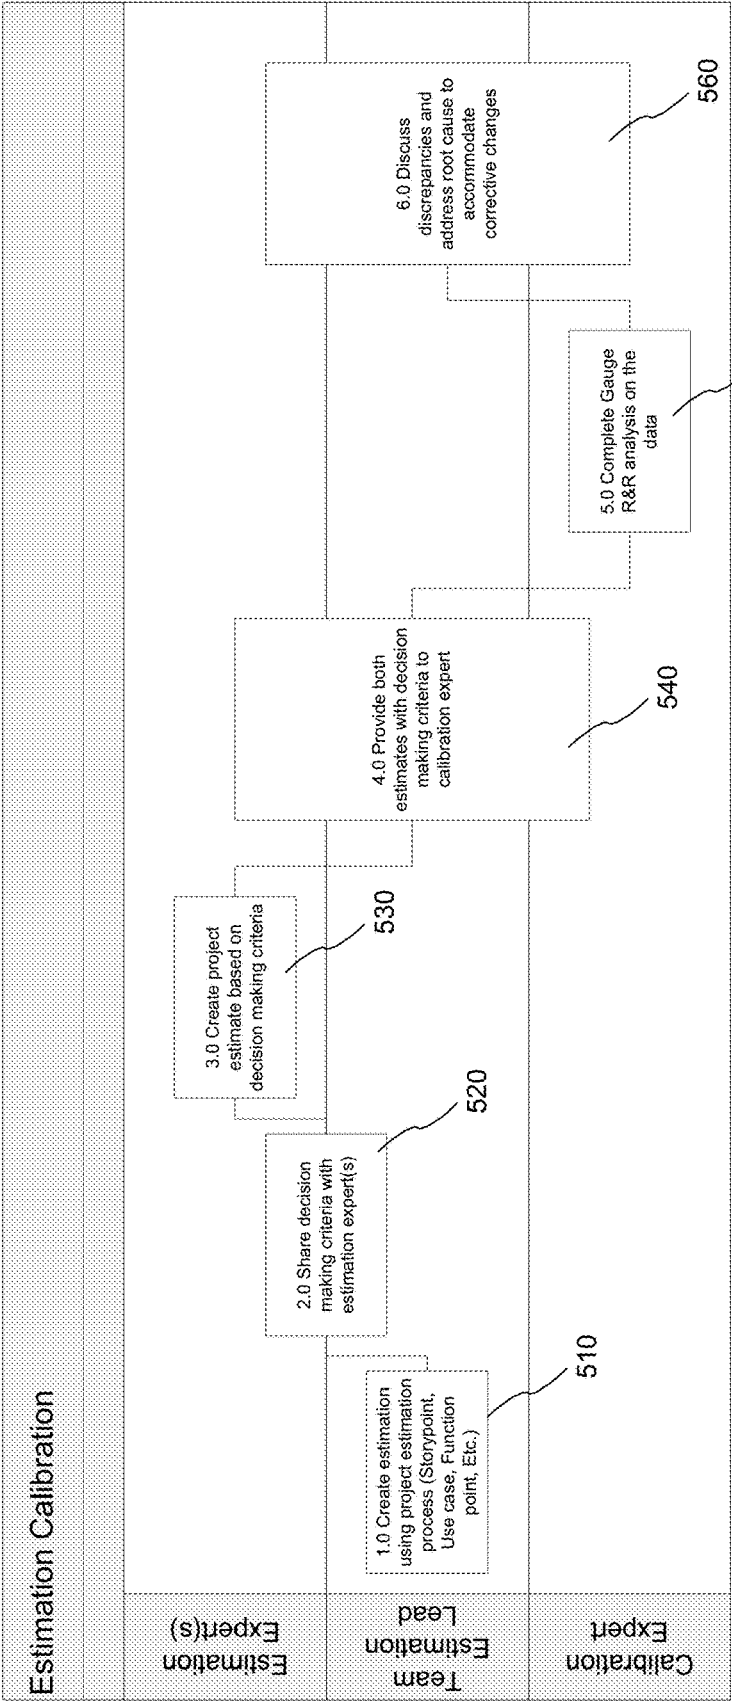 Estimation Calibration
Estimation
Expert(s)
Team
Estimation
Lead
Calibration
Expert
1.0 Create estimation
using project estimation
process (Storypoint,
Use case, Function
point, Etc.)
510
2.0 Share decision
making criteria with
estimation expert(s)
520
3.0 Create project
estimate based on
decision making criteria
530
4.0 Provide both
estimates with decision
making criteria to
calibration expert
540
5.0 Complete Gauge
R&R analysis on the
data
6.0 Discuss
discrepancies and
address root cause to
accommodate
corrective changes
560